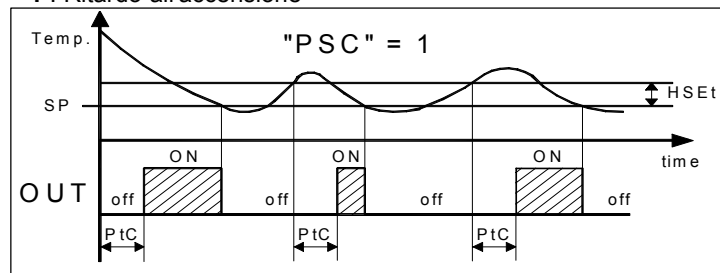 Ritardo all'accensione
Temp.
"PSC" = 1
HSEt
SP
time
ON ON ON
OUT off off off off
PtC PtC PtC